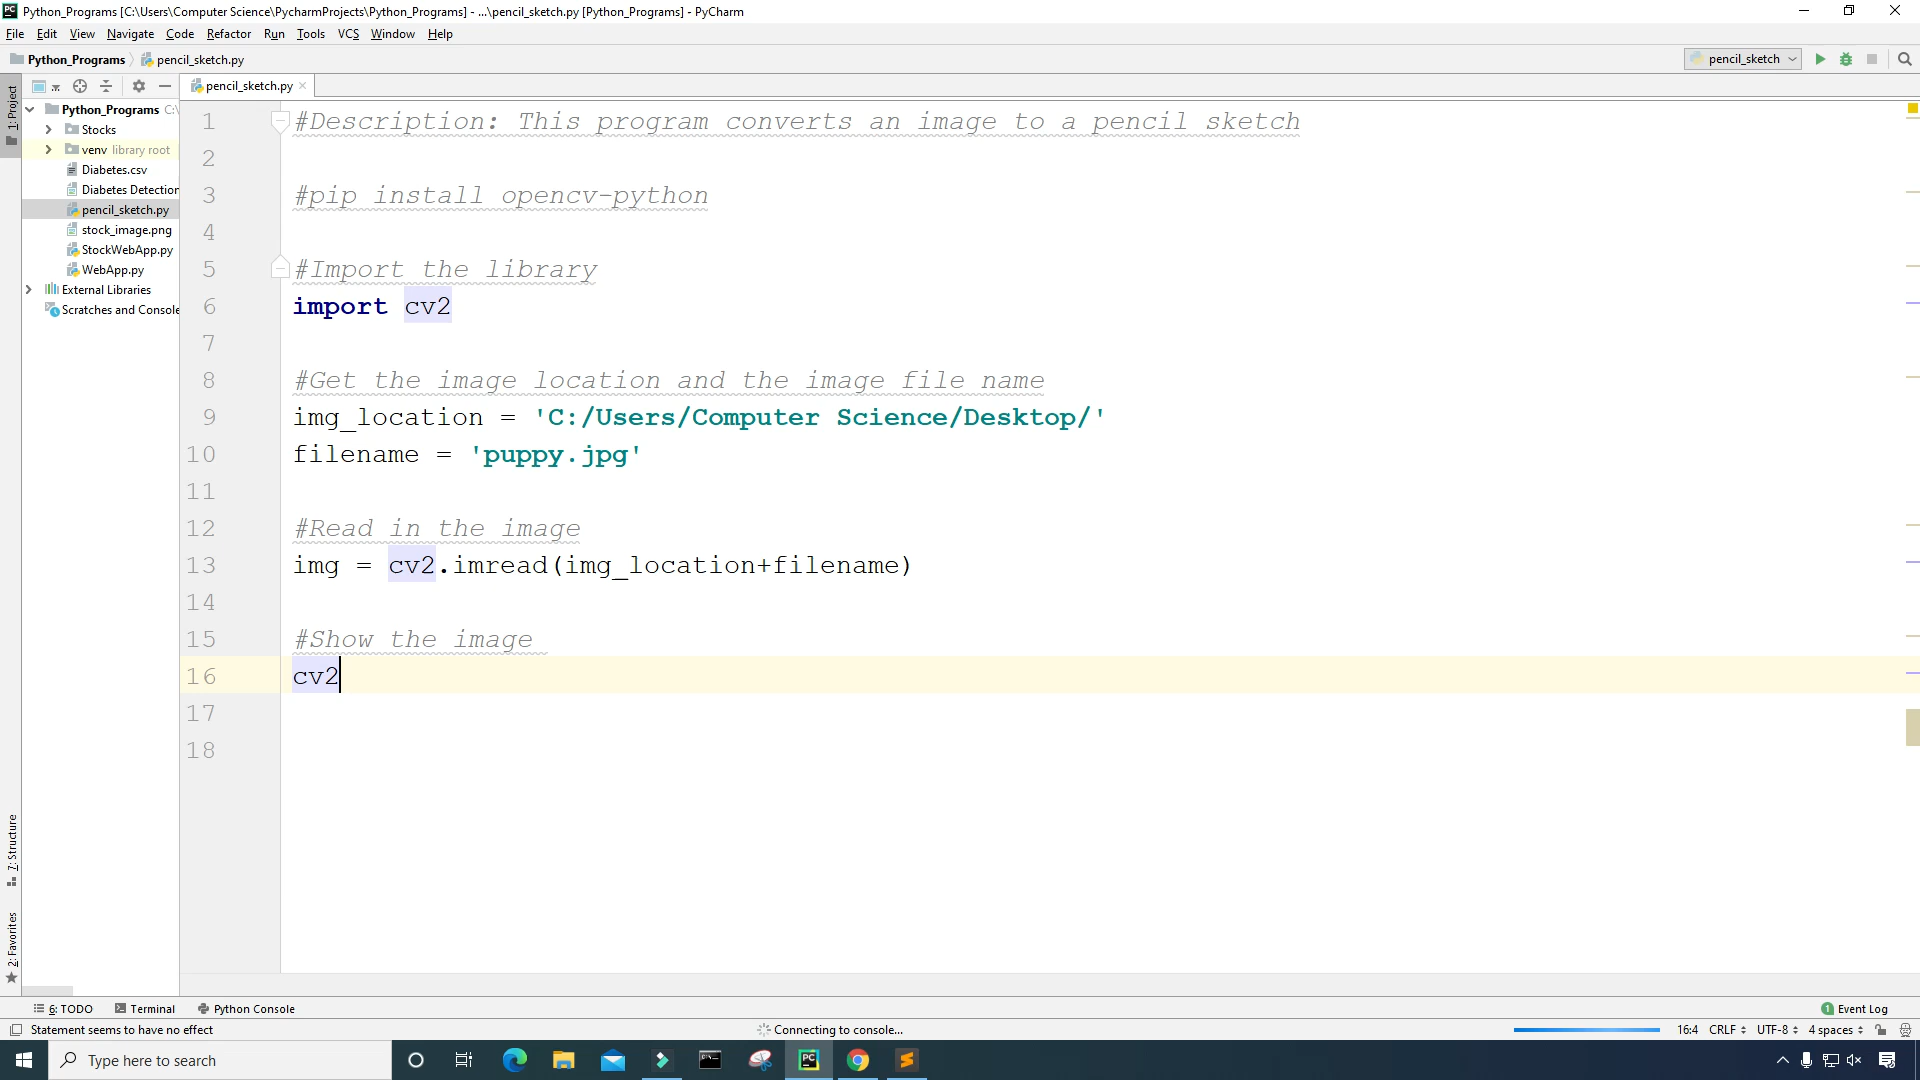 Python_Programs [C:\Users\Computer Science\PycharmProjects\Python_Programs] - ...\pencil_sketch.py [Python_Programs] - PyCharm
File Edit View Navigate Code Refactor Run Tools VCS Window Help
Python_Programs pencil_sketch.py
pencil_sketch
pencil_sketch.py
1: Project
Python_Programs C:\
Stocks
venv library root
Diabetes.csv
Diabetes Detection
pencil_sketch.py
stock_image.png
StockWebApp.py
WebApp.py
External Libraries
Scratches and Console
1 #Description: This program converts an image to a pencil sketch
2
3 #pip install opencv-python
4
5 #Import the library
6 import cv2
7
8 #Get the image location and the image file name
9 img_location = 'C:/Users/Computer Science/Desktop/'
10 filename = 'puppy.jpg'
11
12 #Read in the image
13 img = cv2.imread(img_location+filename)
14
15 #Show the image
16 cv2
17
18
7: Structure
2: Favorites
6: TODO Terminal Python Console
1 Event Log
Statement seems to have no effect
Connecting to console...
16:4 CRLF UTF-8 4 spaces
Type here to search